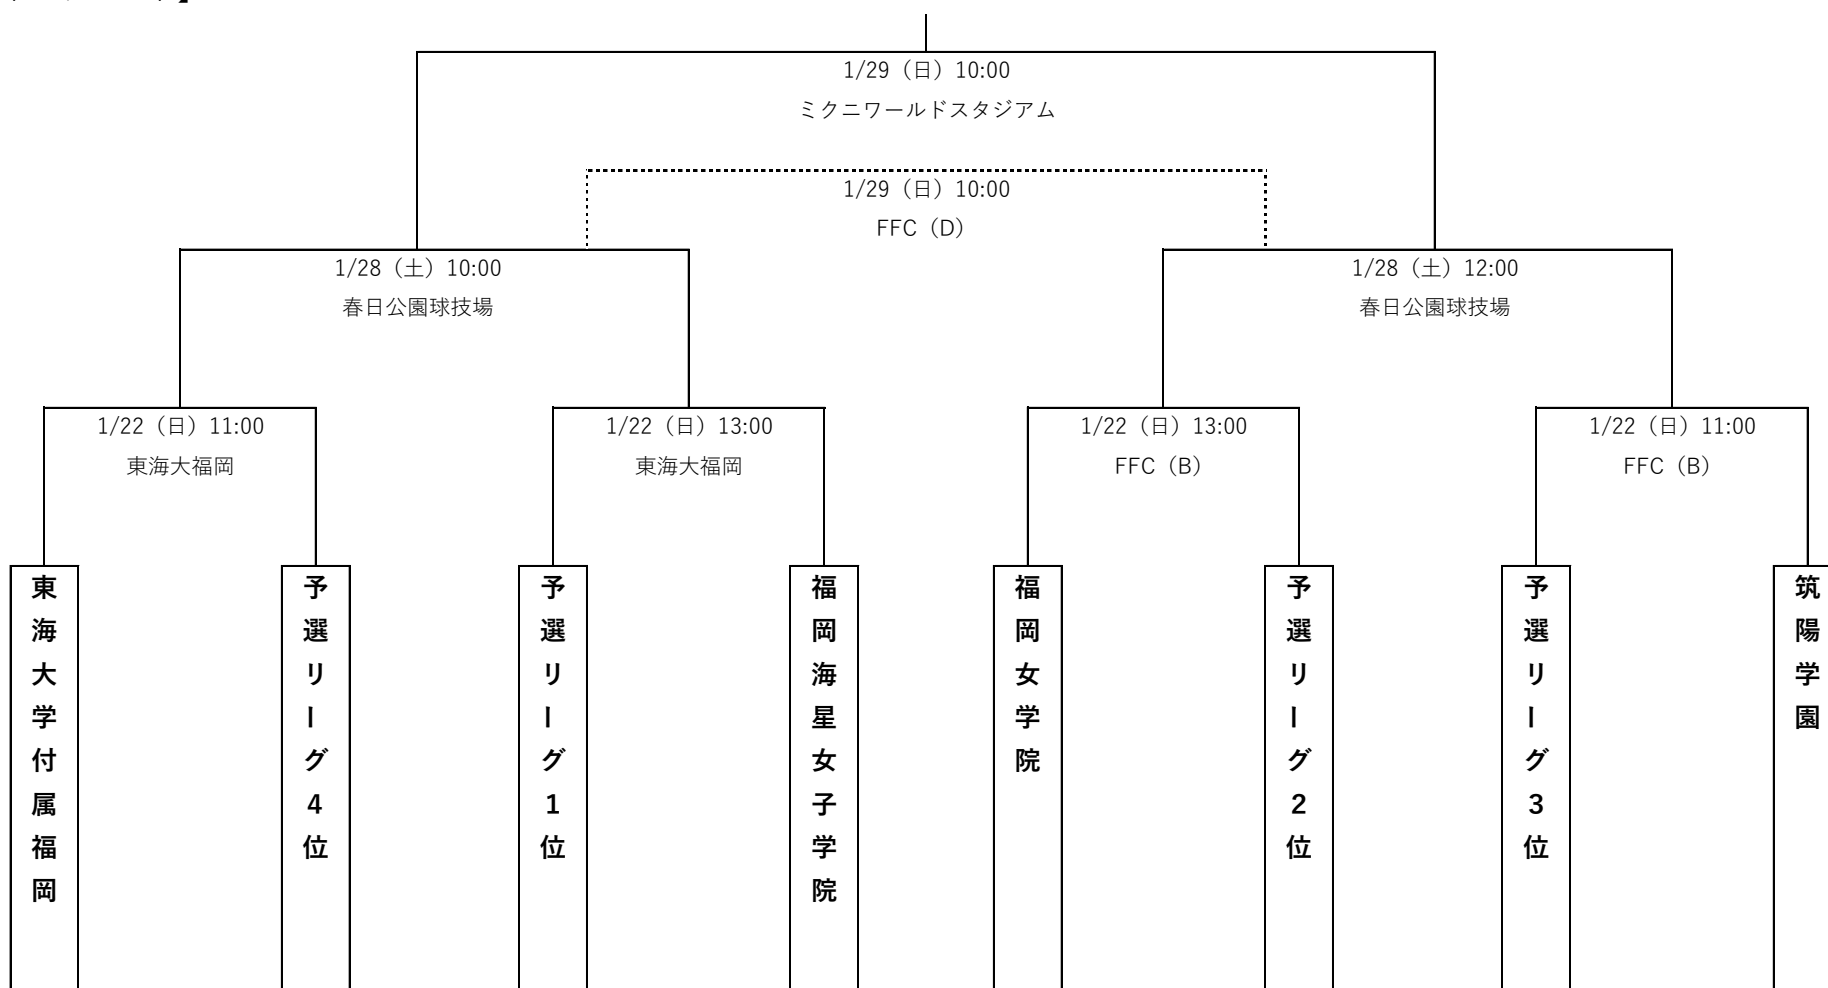 1/29（日）10:00
ミクニワールドスタジアム
1/29（日）10:00
FFC（D）
1/28（土）10:00
春日公園球技場
1/28（土）12:00
春日公園球技場
1/22（日）11:00
東海大福岡
1/22（日）13:00
東海大福岡
1/22（日）13:00
FFC（B）
1/22（日）11:00
FFC（B）
東海大学付属福岡
予選リーグ4位
予選リーグ1位
福岡海星女子学院
福岡女学院
予選リーグ2位
予選リーグ3位
筑陽学園